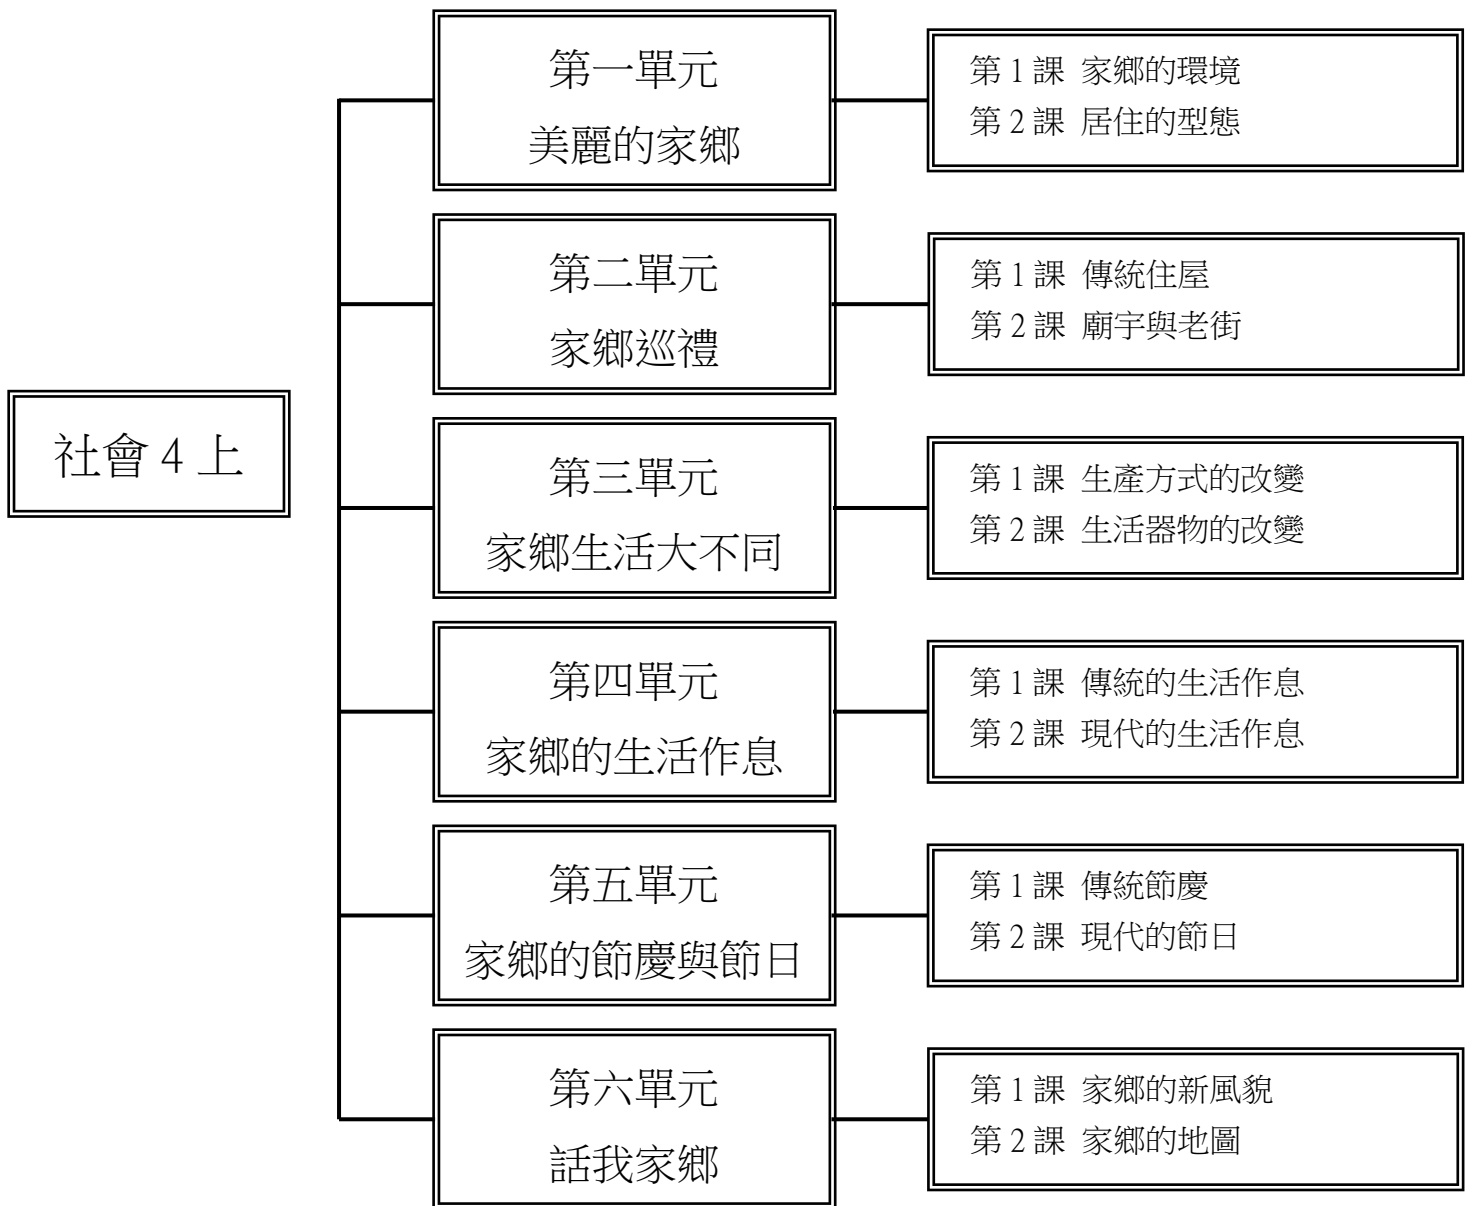 社會4上
第一單元
美麗的家鄉
第1課 家鄉的環境
第2課 居住的型態
第二單元
家鄉巡禮
第1課 傳統住屋
第2課 廟宇與老街
第三單元
家鄉生活大不同
第1課 生產方式的改變
第2課 生活器物的改變
第四單元
家鄉的生活作息
第1課 傳統的生活作息
第2課 現代的生活作息
第五單元
家鄉的節慶與節日
第1課 傳統節慶
第2課 現代的節日
第六單元
話我家鄉
第1課 家鄉的新風貌
第2課 家鄉的地圖